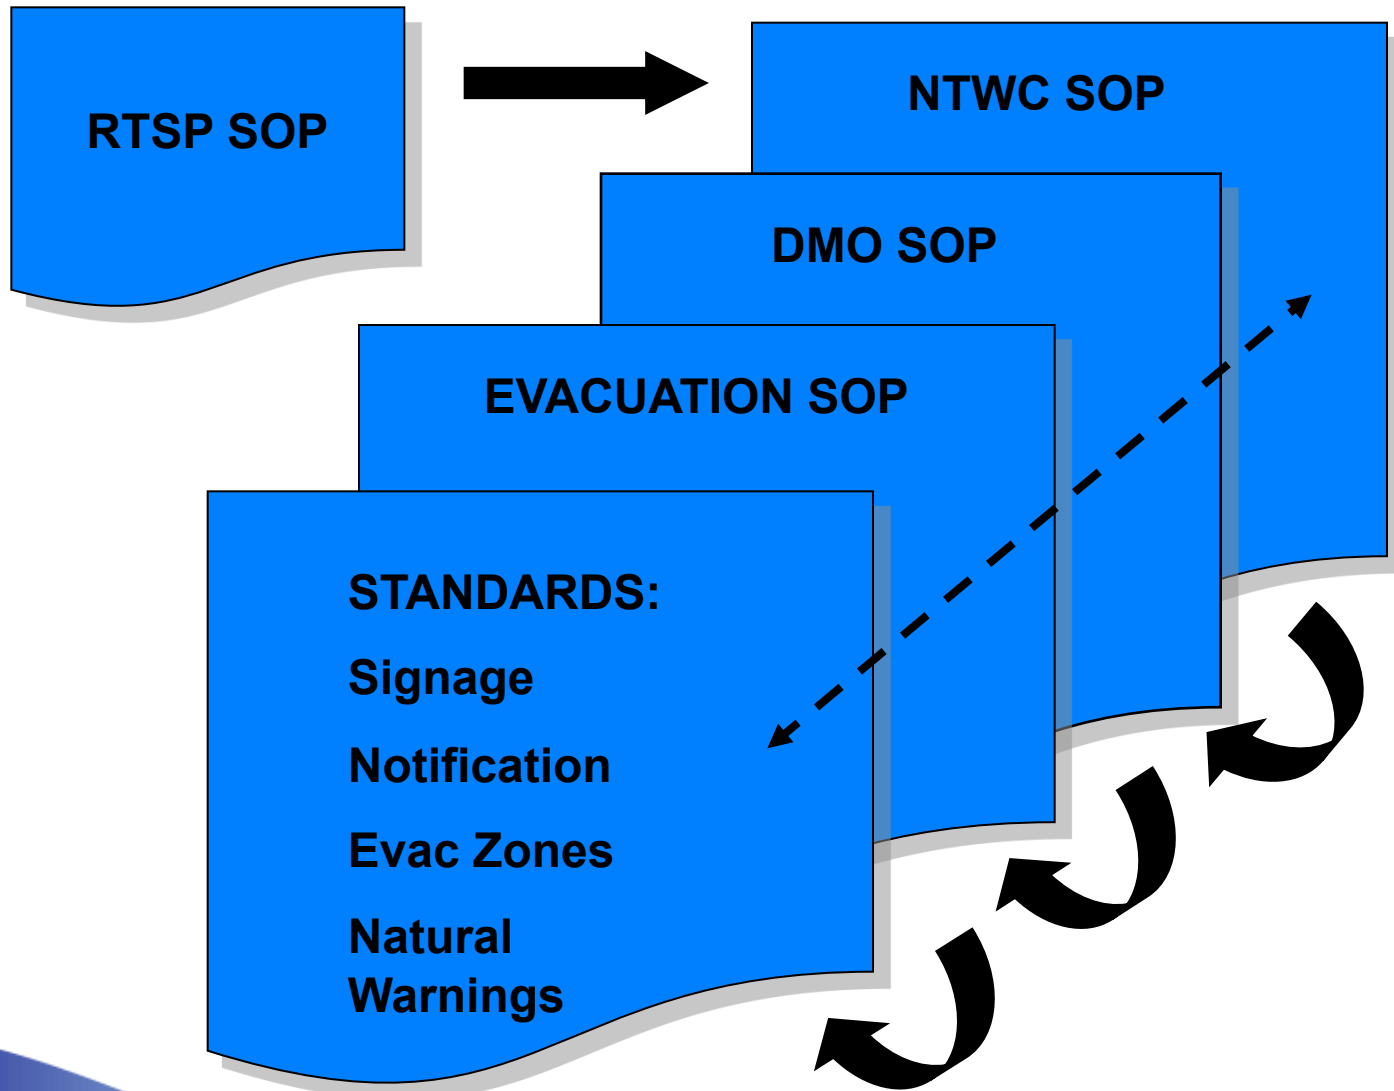 RTSP SOP
NTWC SOP
DMO SOP
EVACUATION SOP
STANDARDS:
Signage
Notification
Evac Zones
Natural
Warnings